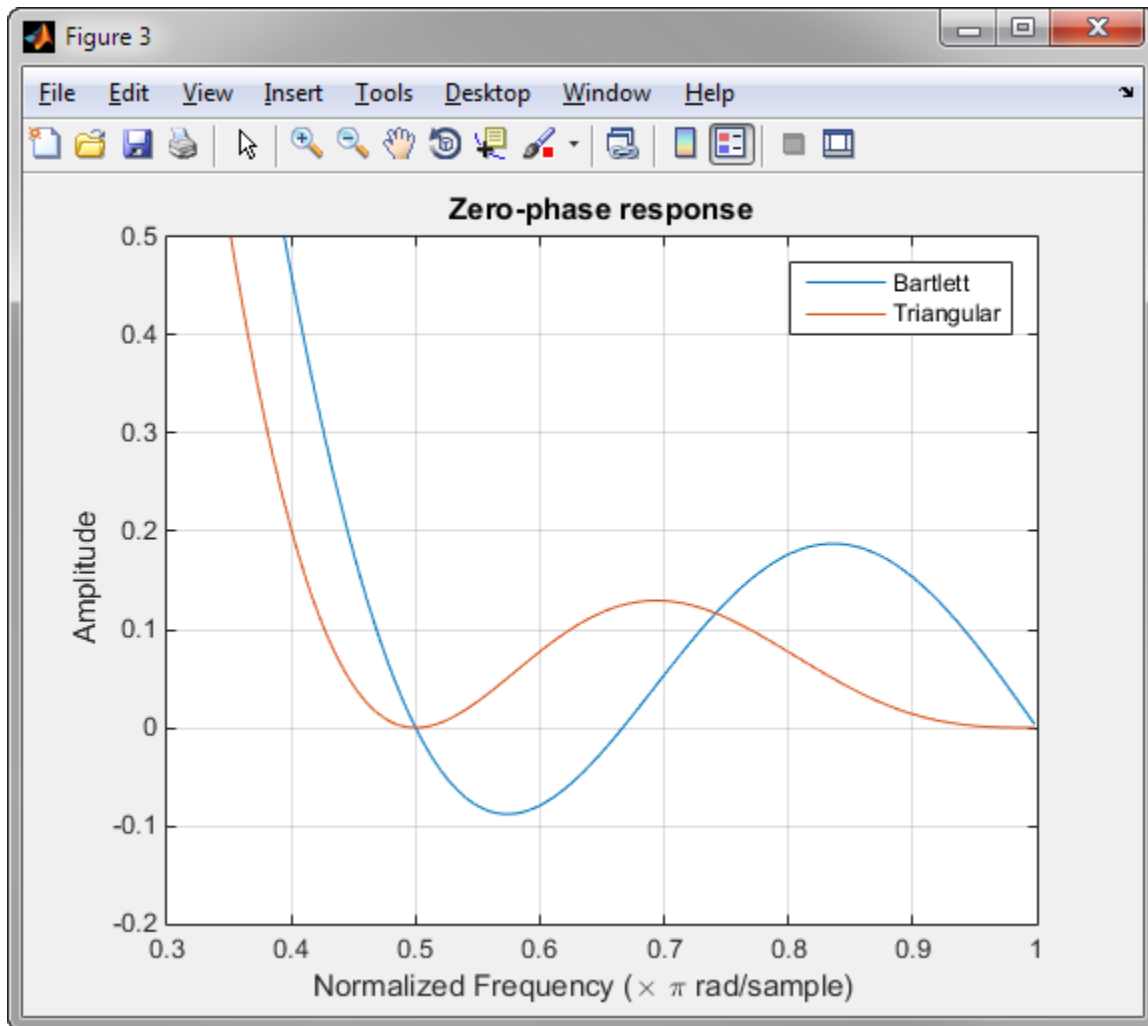 Figure 3
File Edit View Insert Tools Desktop Window Help
Zero-phase response
0.5
0.4
0.3
0.2
0.1
0
-0.1
-0.2
Amplitude
Bartlett
Triangular
0.3 0.4 0.5 0.6 0.7 0.8 0.9 1
Normalized Frequency (× π rad/sample)